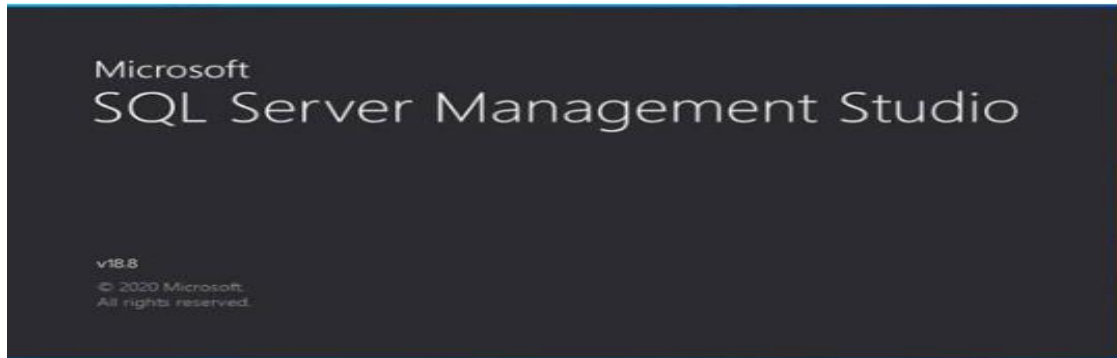 Microsoft
SQL Server Management Studio
v18.8
© 2020 Microsoft.
All rights reserved.